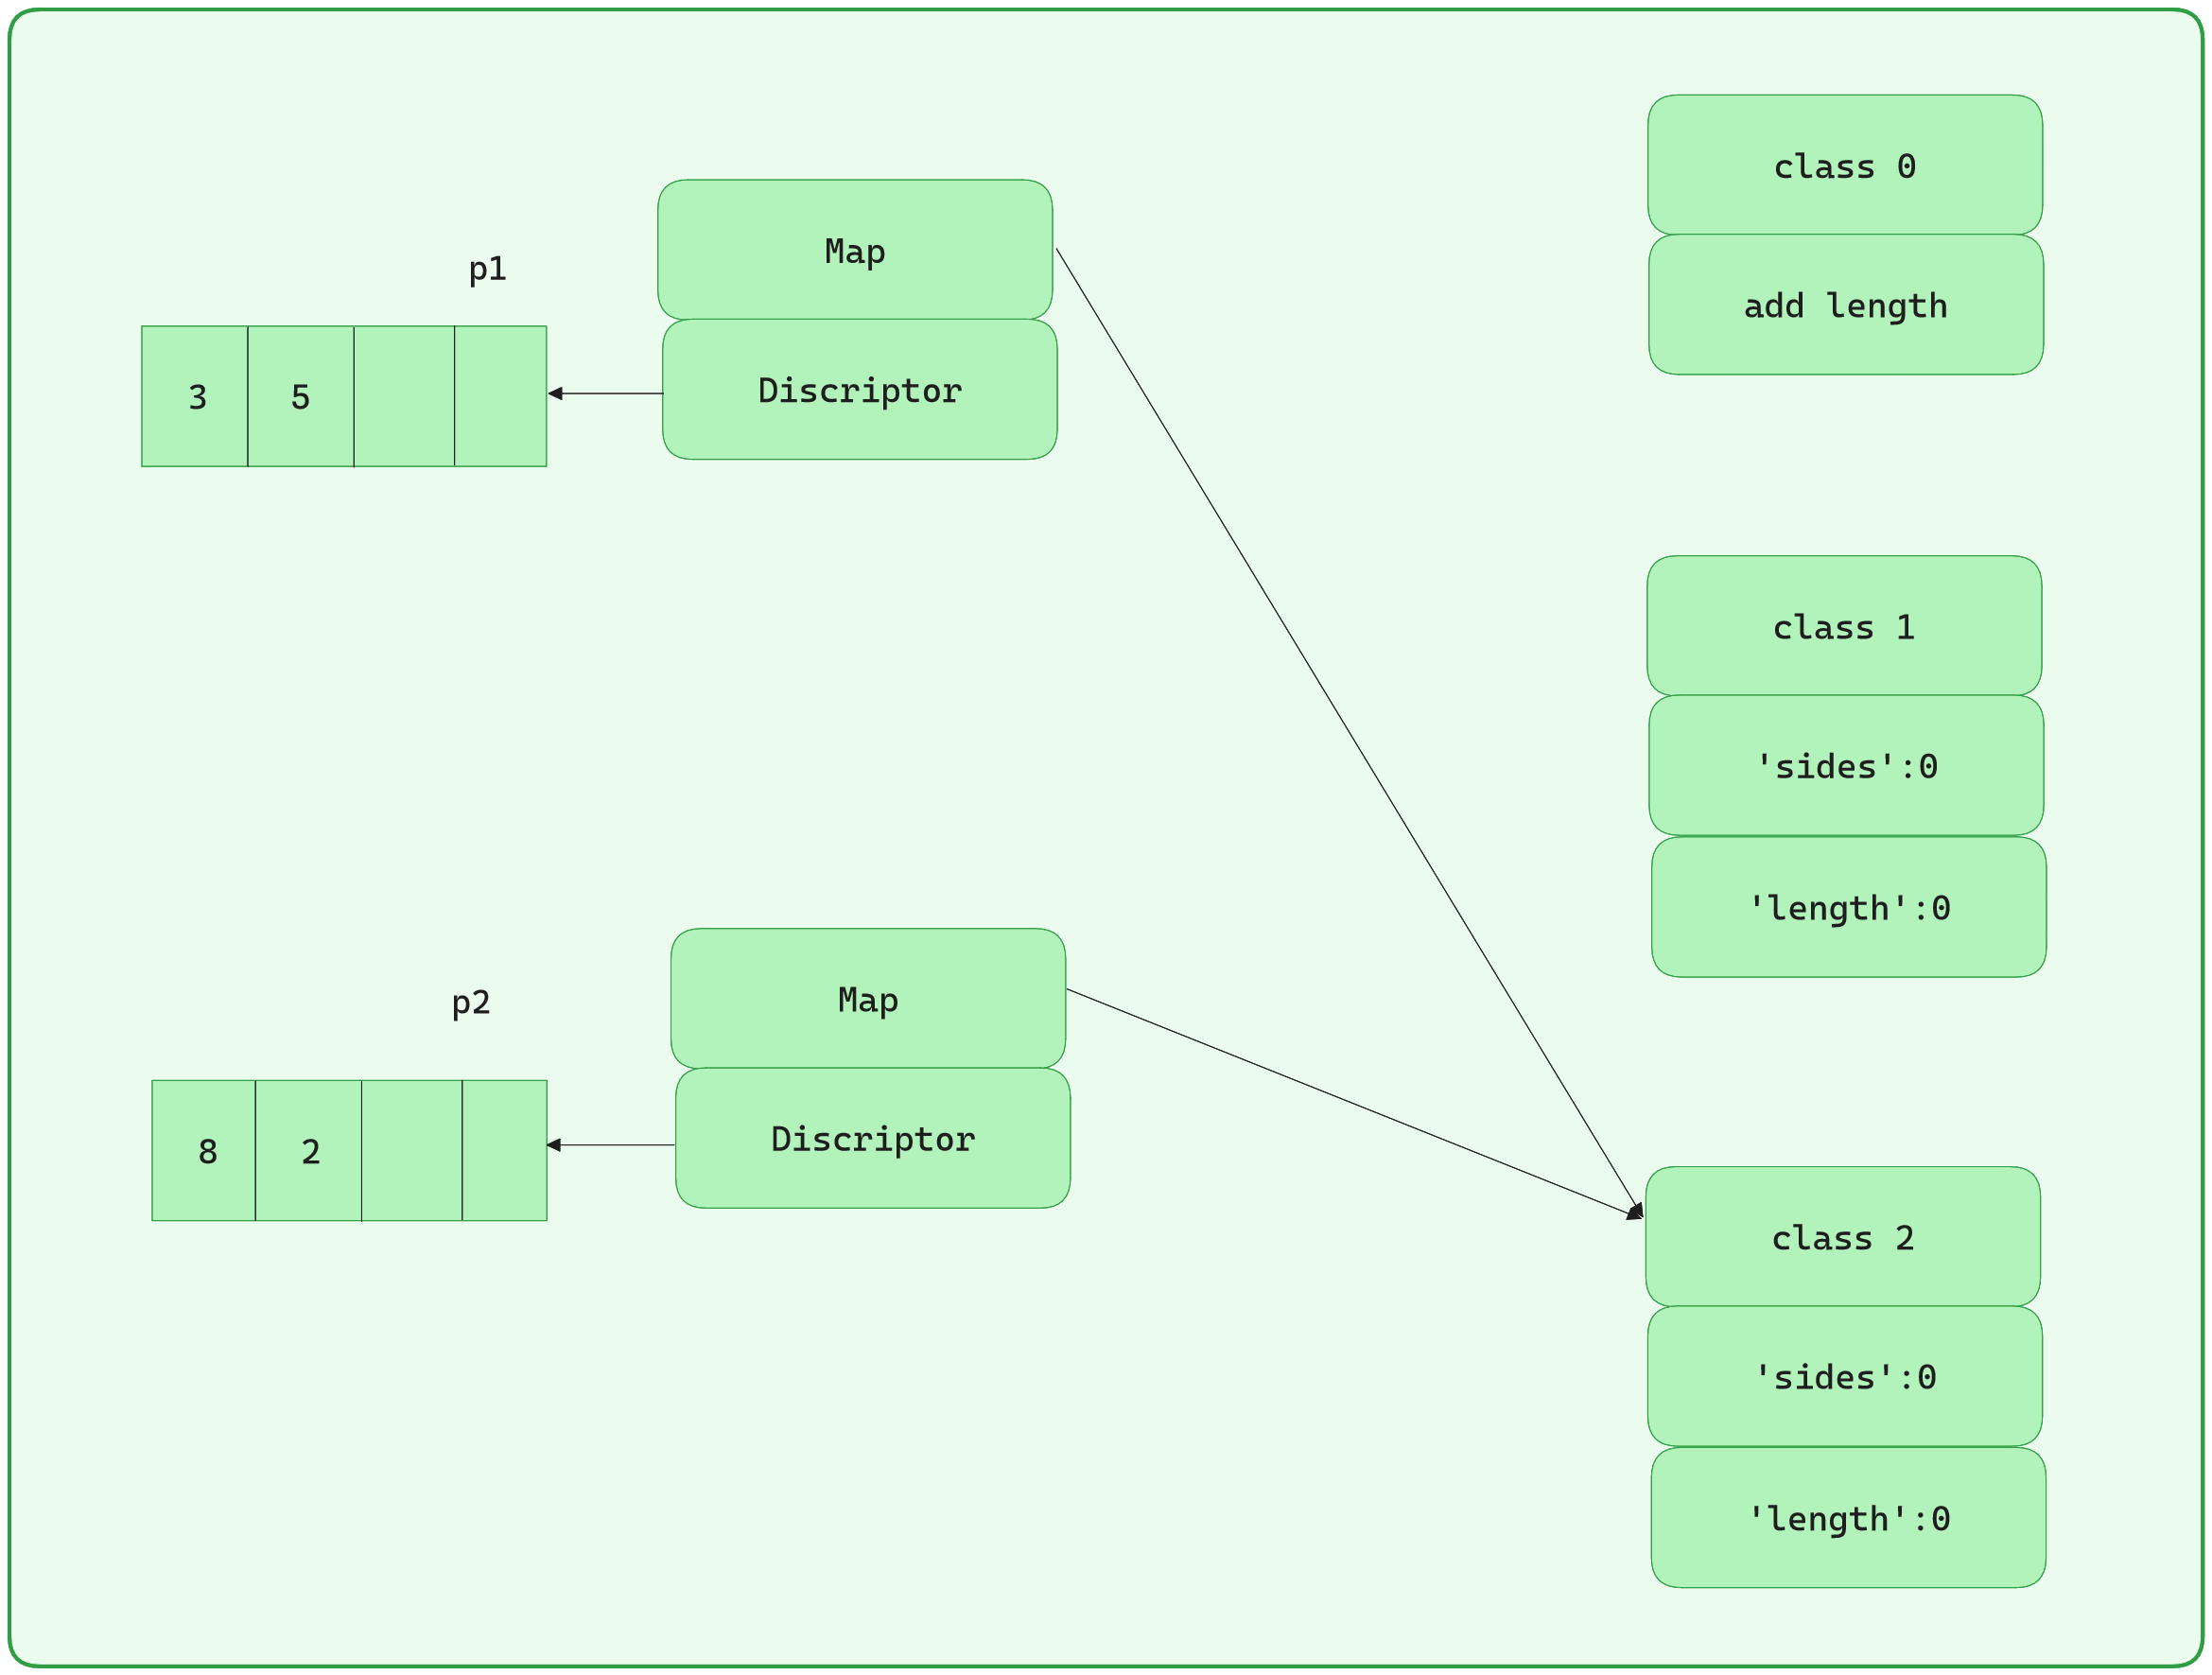 p1
3
5
Map
Discriptor
p2
8
2
Map
Discriptor
class 0
add length
class 1
'sides':0
'length':0
class 2
'sides':0
'length':0